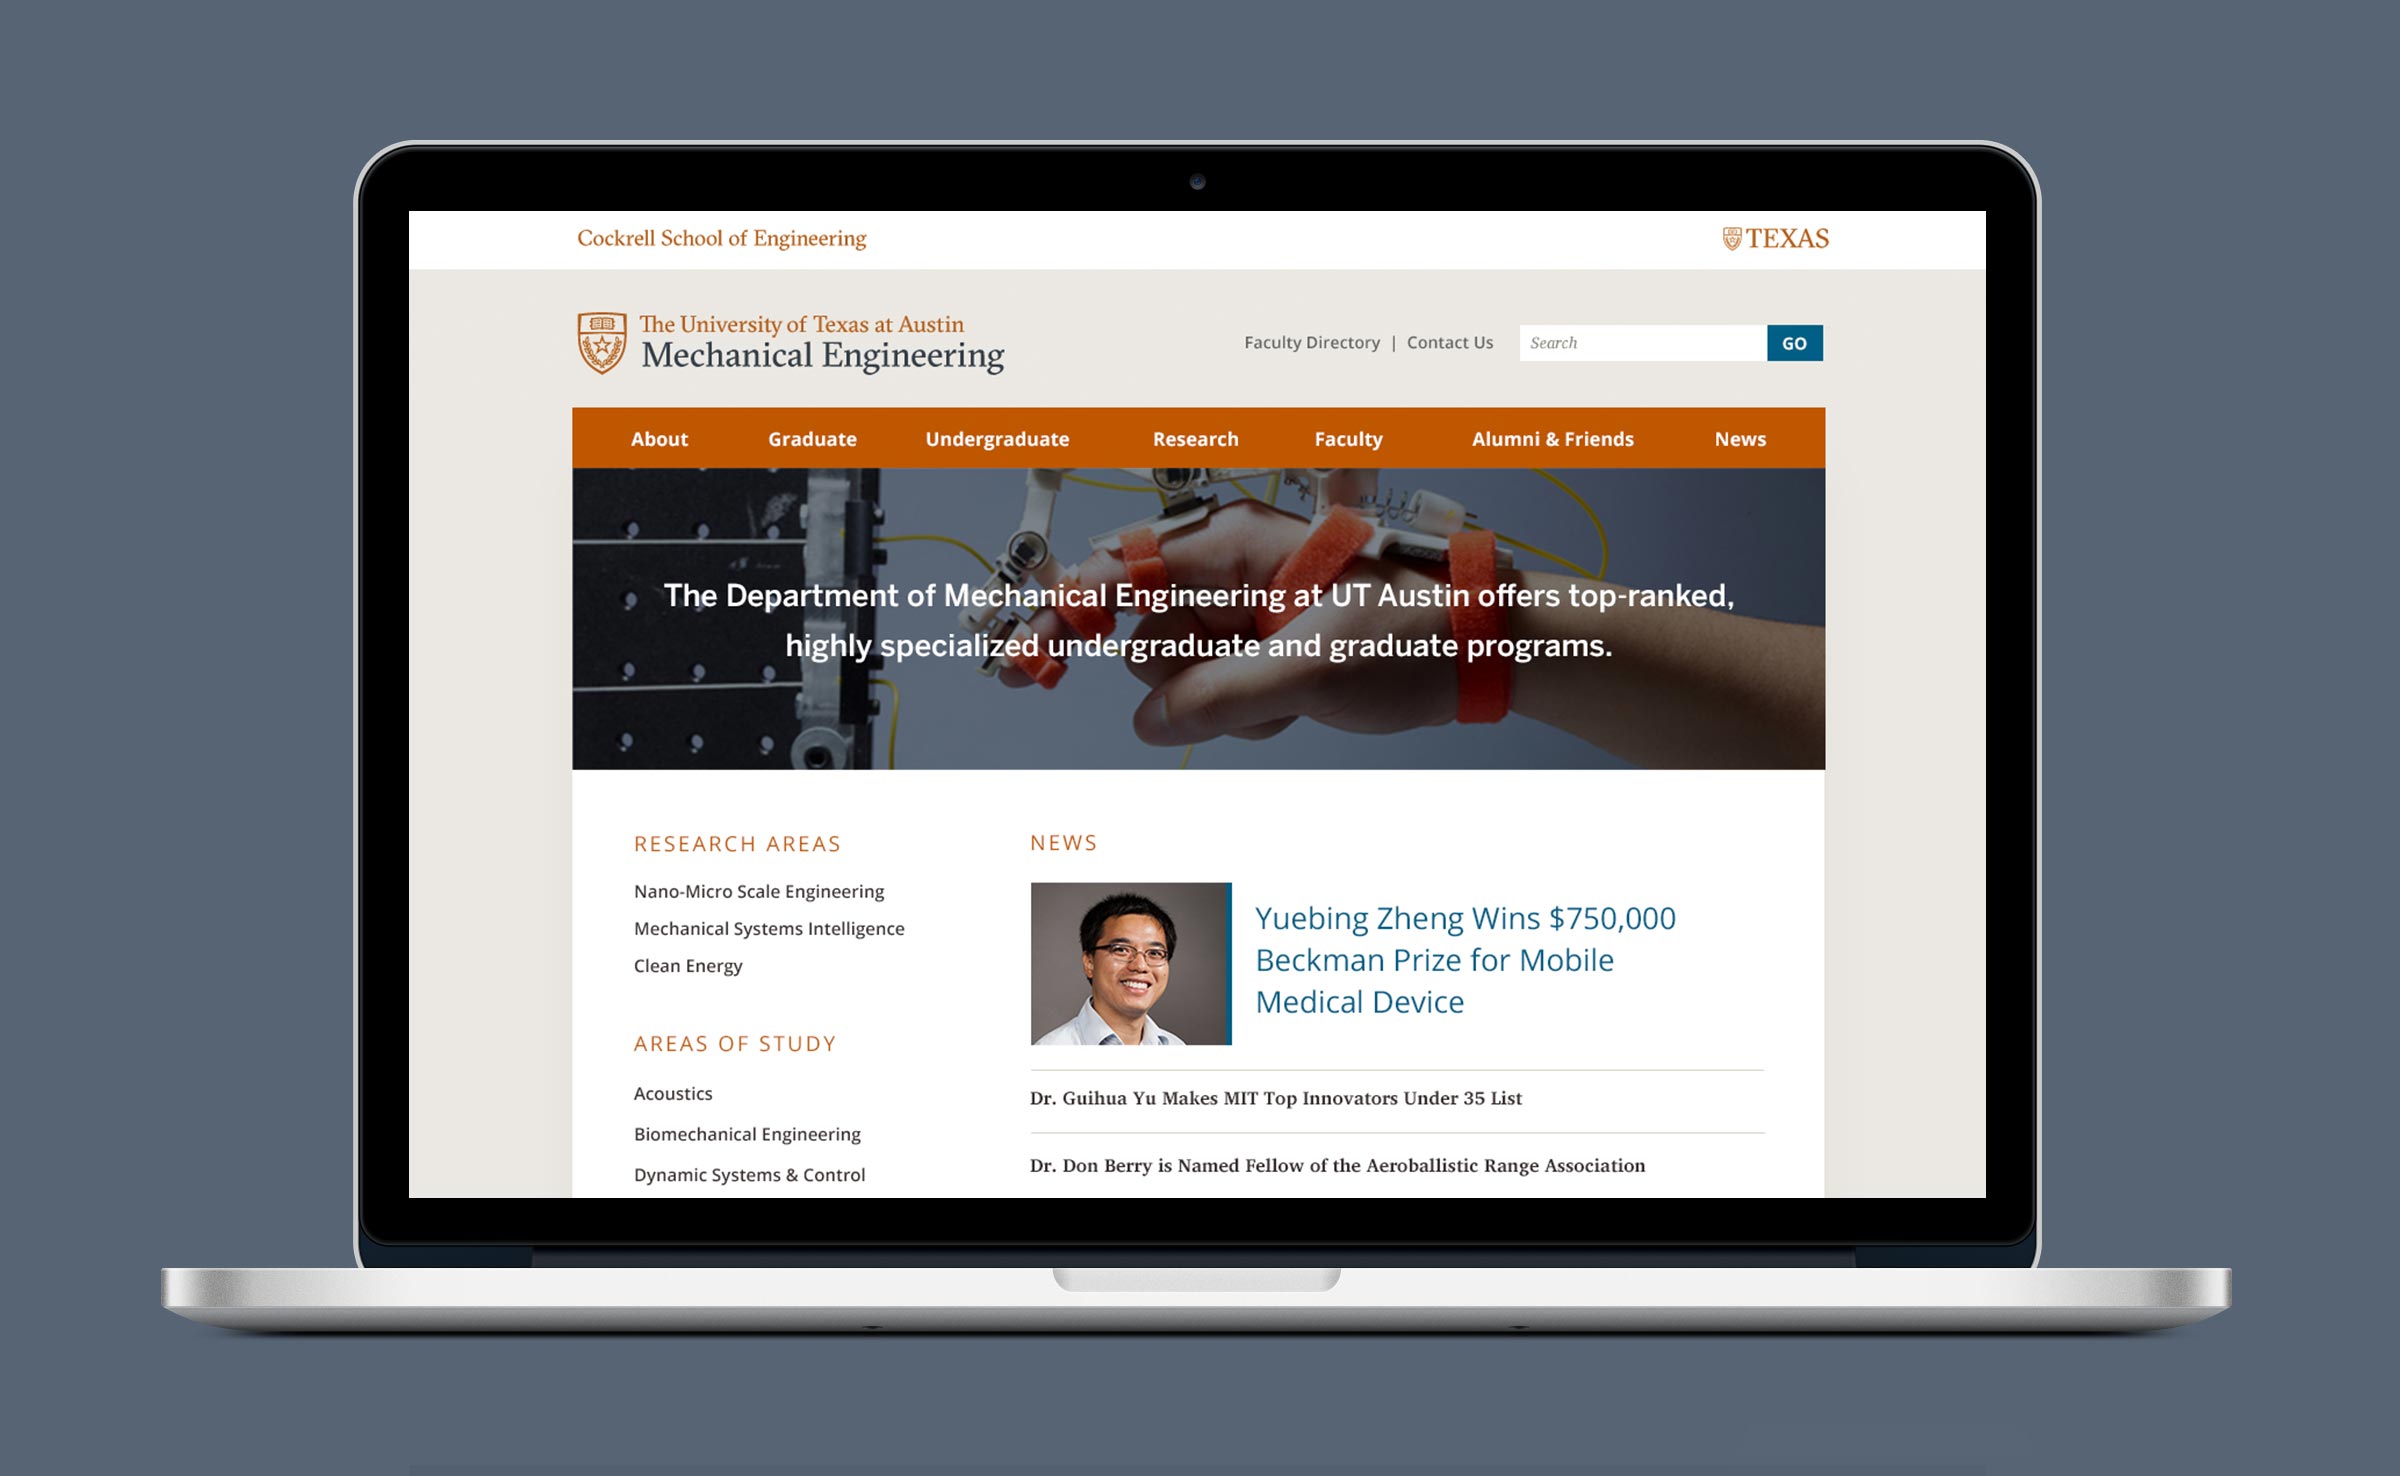 Cockrell School of Engineering
TEXAS
The University of Texas at Austin
Mechanical Engineering
Faculty Directory | Contact Us
Search
GO
About Graduate Undergraduate Research Faculty Alumni & Friends News
The Department of Mechanical Engineering at UT Austin offers top-ranked,
highly specialized undergraduate and graduate programs.
RESEARCH AREAS
Nano-Micro Scale Engineering
Mechanical Systems Intelligence
Clean Energy
AREAS OF STUDY
Acoustics
Biomechanical Engineering
Dynamic Systems & Control
NEWS
Yuebing Zheng Wins $750,000
Beckman Prize for Mobile
Medical Device
Dr. Guihua Yu Makes MIT Top Innovators Under 35 List
Dr. Don Berry is Named Fellow of the Aeroballistic Range Association